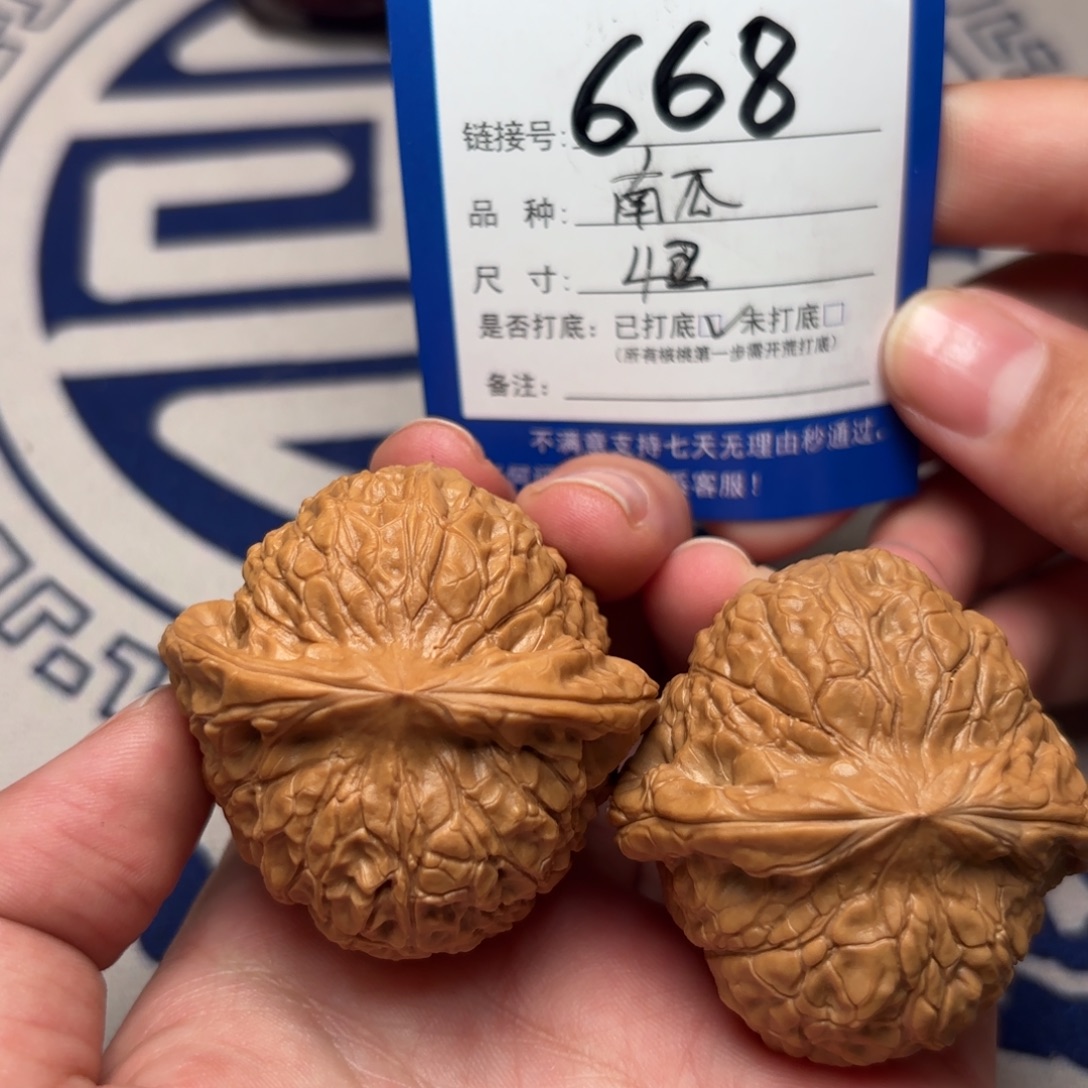 链接号: 668
品 种: 南瓜
尺 寸: 4
是否打底: 已打底☑ 未打底☐
(所有核桃第一步需开荒打底)
备注:
不满意支持七天无理由秒通过。
客服!